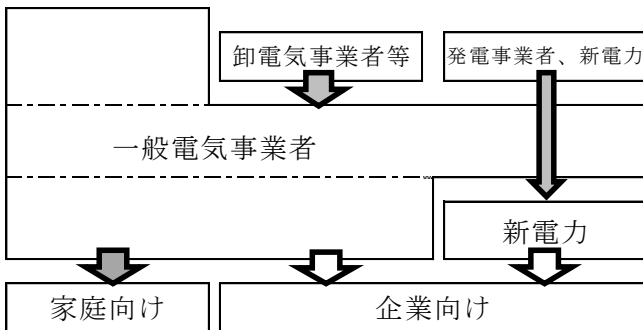 卸電気事業者等
発電事業者、新電力
一般電気事業者
新電力
家庭向け
企業向け